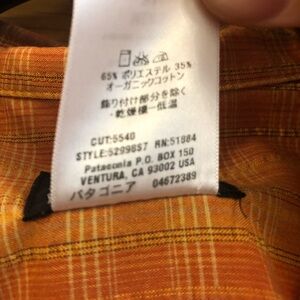 65% ポリエステル 35%
オーガニックコットン
飾り付け部分を除く
・乾燥機－低温
CUT:5540
STYLE:52998S7 RN:51884
Patagonia P.O. BOX 150
VENTURA, CA 93002 USA
パタゴニア 04672389